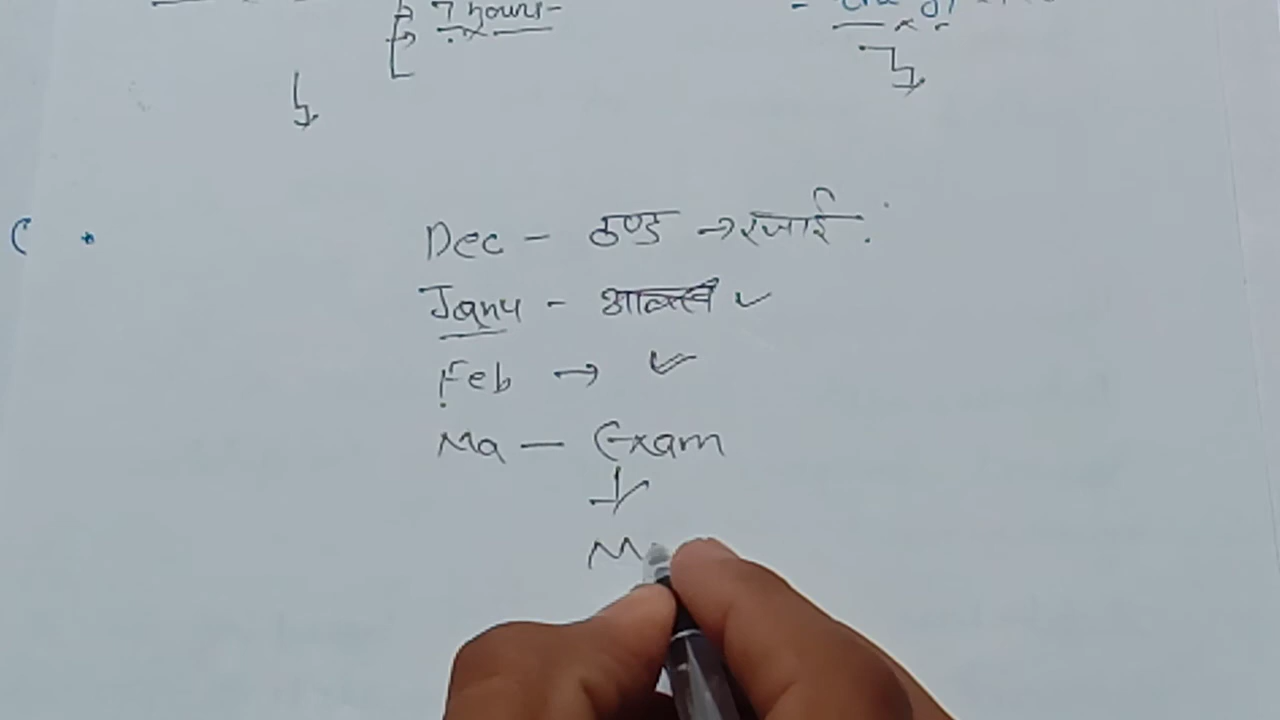 7 hours-
Dec - ठण्ड → रजाई.
Janu - आलस ✓
Feb → ✓
Ma - Exam
M